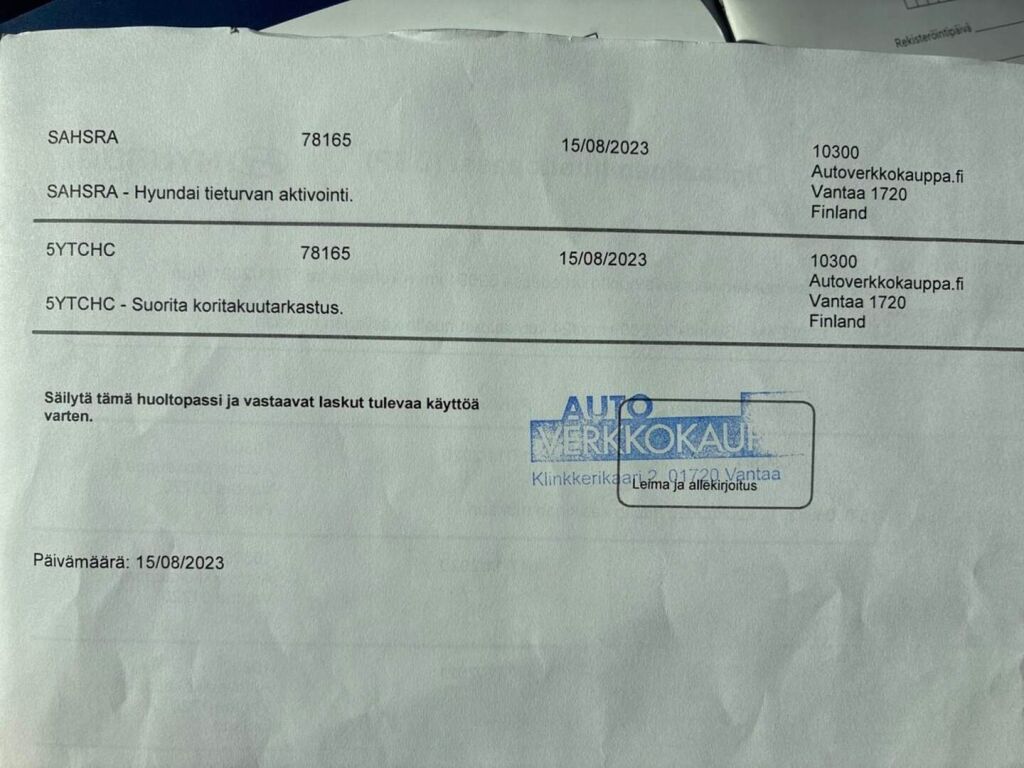 Rekisteröintipäivä
SAHSRA 78165 15/08/2023 10300
Autoverkkokauppa.fi
SAHSRA - Hyundai tieturvan aktivointi. Vantaa 1720
Finland
5YTCHC 78165 15/08/2023 10300
Autoverkkokauppa.fi
5YTCHC - Suorita koritakuutarkastus. Vantaa 1720
Finland
Säilytä tämä huoltopassi ja vastaavat laskut tulevaa käyttöä
varten.
AUTO
VERKKOKAUP
Klinkkerikaari 2, 01720 Vantaa
Leima ja allekirjoitus
Päivämäärä: 15/08/2023